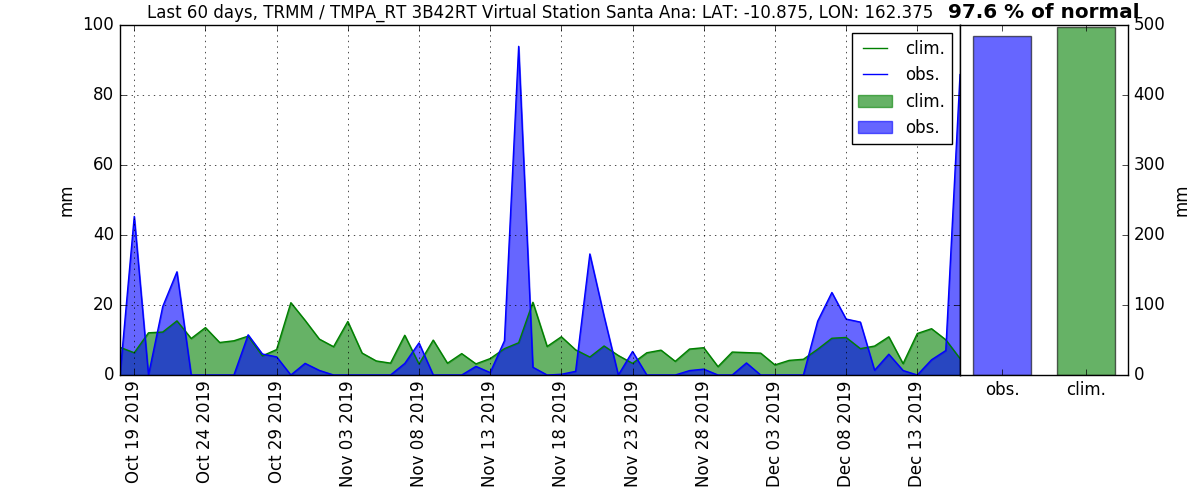 Last 60 days, TRMM / TMPA_RT 3B42RT Virtual Station Santa Ana: LAT: -10.875, LON: 162.375 97.6 % of normal
100
80
60
40
20
0
mm
clim.
obs.
clim.
obs.
500
400
300
200
100
0
mm
obs. clim.
Oct 19 2019
Oct 24 2019
Oct 29 2019
Nov 03 2019
Nov 08 2019
Nov 13 2019
Nov 18 2019
Nov 23 2019
Nov 28 2019
Dec 03 2019
Dec 08 2019
Dec 13 2019